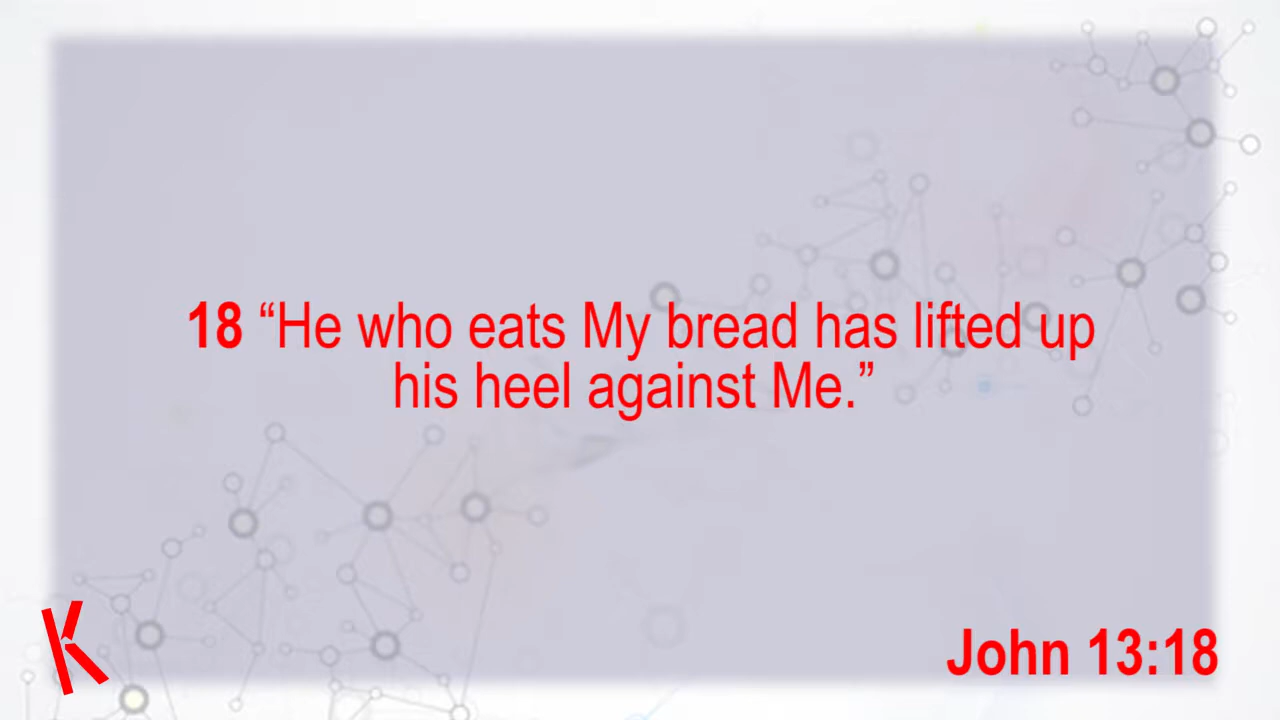 18 “He who eats My bread has lifted up
his heel against Me.”
K
John 13:18